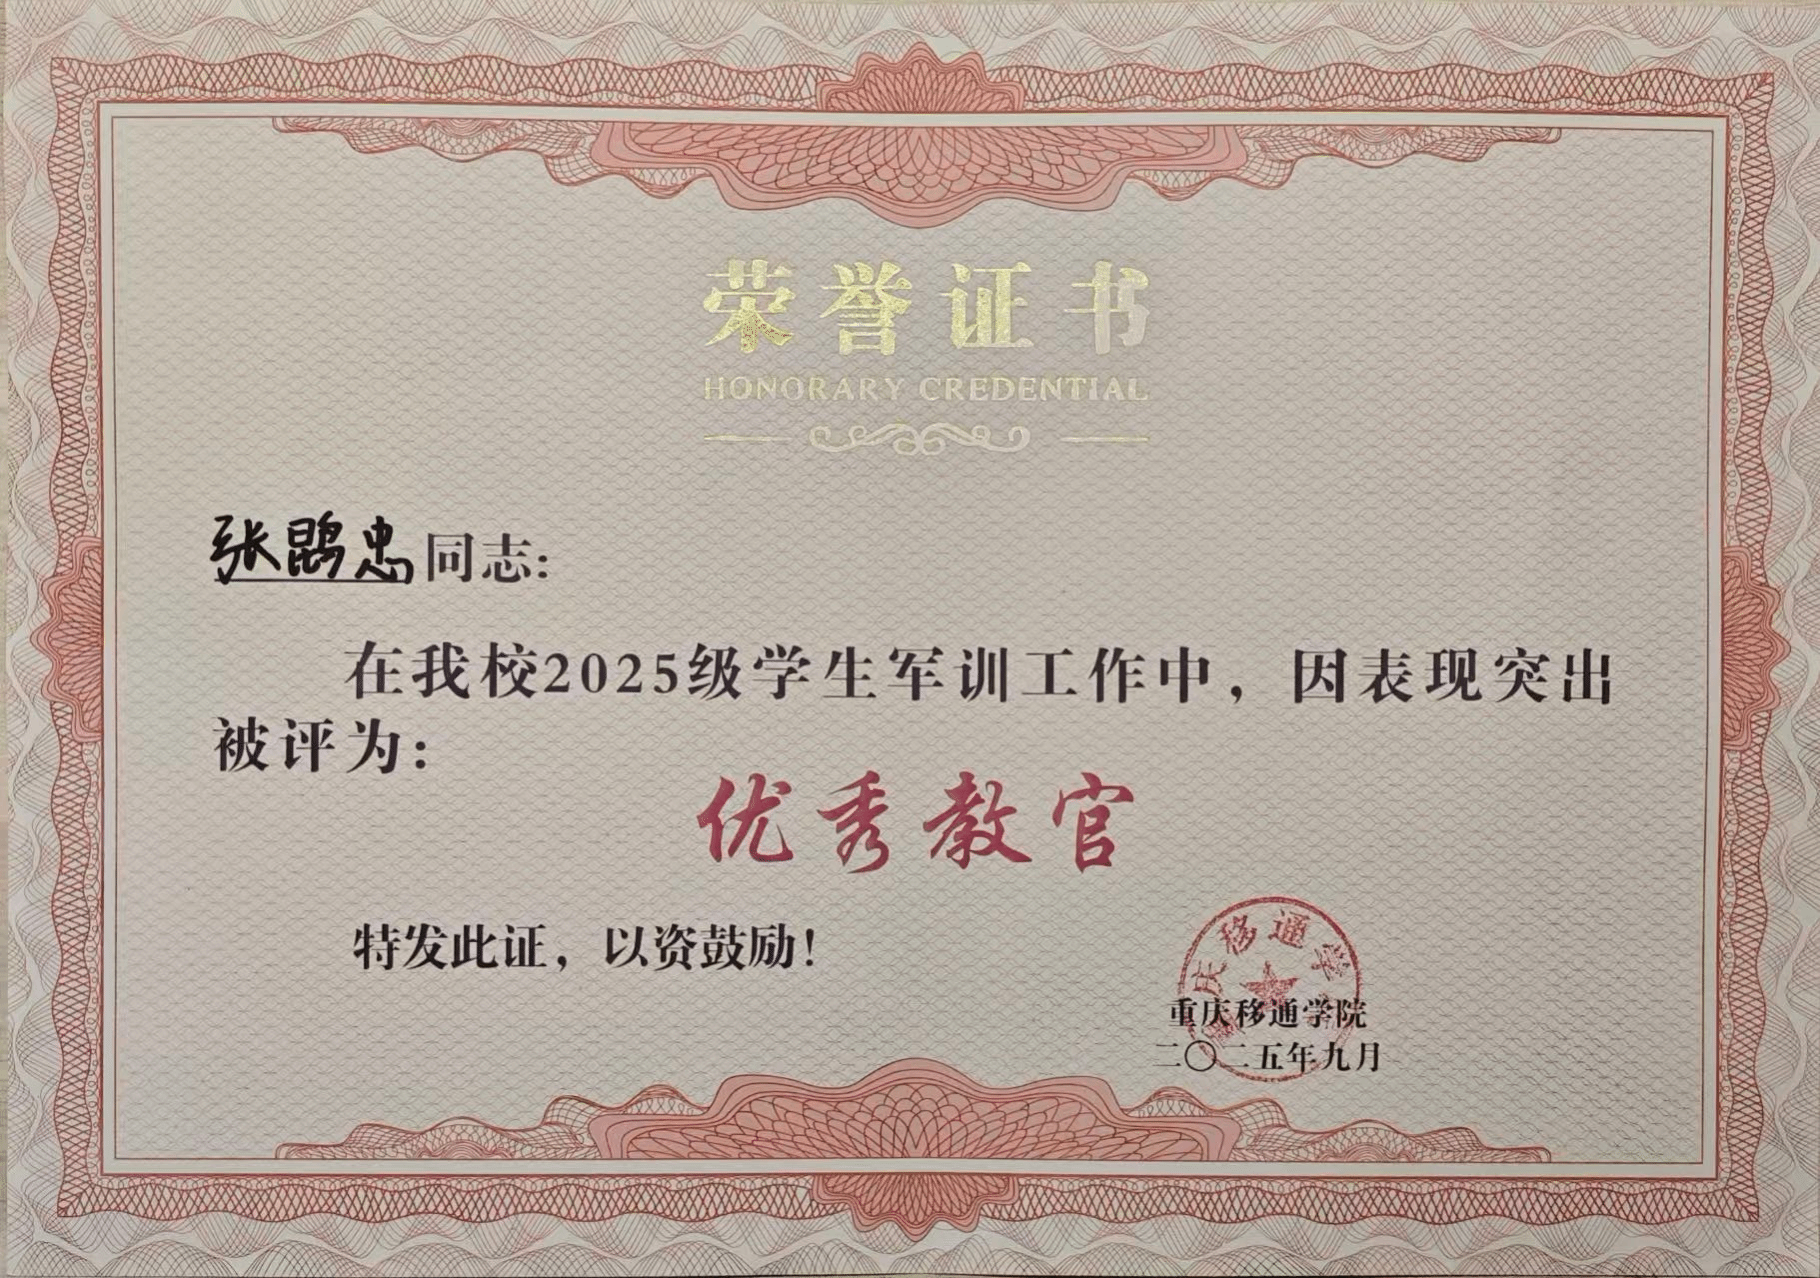 荣誉证书
HONORARY CREDENTIAL
张鹍忠同志:
在我校2025级学生军训工作中，因表现突出
被评为:
优秀教官
特发此证，以资鼓励！
重庆移通学院
二〇二五年九月